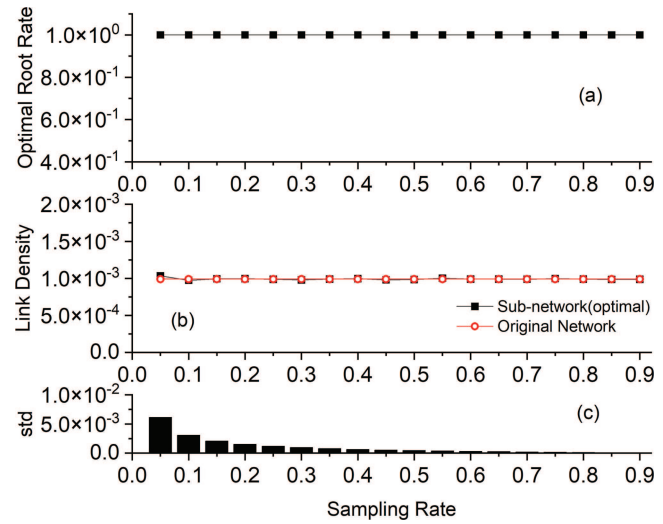 Optimal Root Rate
1.0×10⁰
8.0×10⁻¹
6.0×10⁻¹
4.0×10⁻¹
(a)
0.0 0.1 0.2 0.3 0.4 0.5 0.6 0.7 0.8 0.9
Link Density
2.0×10⁻³
1.5×10⁻³
1.0×10⁻³
5.0×10⁻⁴
0.0
(b)
Sub-network(optimal)
Original Network
0.0 0.1 0.2 0.3 0.4 0.5 0.6 0.7 0.8 0.9
std
1.0×10⁻²
5.0×10⁻³
0.0
(c)
0.0 0.1 0.2 0.3 0.4 0.5 0.6 0.7 0.8 0.9
Sampling Rate